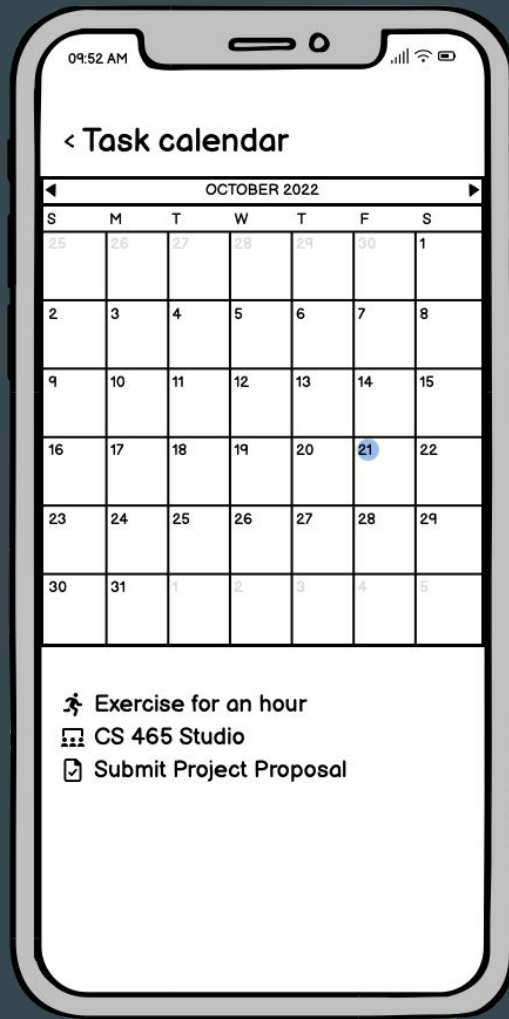 09:52 AM
< Task calendar
OCTOBER 2022
S M T W T F S
25 26 27 28 29 30 1
2 3 4 5 6 7 8
9 10 11 12 13 14 15
16 17 18 19 20 21 22
23 24 25 26 27 28 29
30 31 1 2 3 4 5
Exercise for an hour
CS 465 Studio
Submit Project Proposal